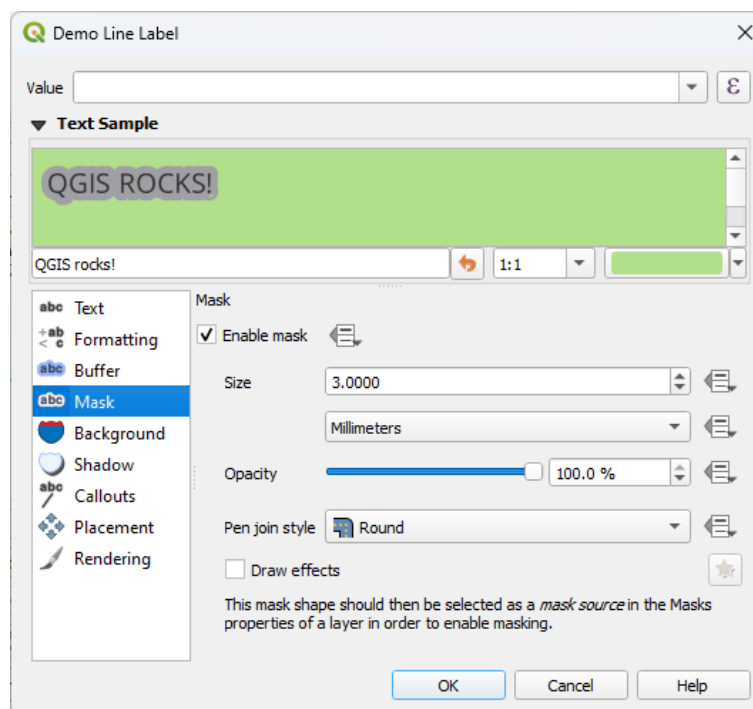 Demo Line Label
Value
ε
Text Sample
QGIS ROCKS!
QGIS rocks!
1:1
abc Text
+ab < c Formatting
abc Buffer
abc Mask
Background
Shadow
abc Callouts
Placement
Rendering
Mask
Enable mask
Size 3.0000
Millimeters
Opacity 100.0 %
Pen join style Round
Draw effects
This mask shape should then be selected as a mask source in the Masks
properties of a layer in order to enable masking.
OK Cancel Help